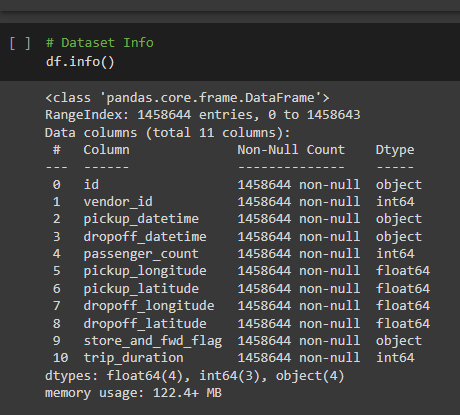 [ ] # Dataset Info
df.info()
<class 'pandas.core.frame.DataFrame'>
RangeIndex: 1458644 entries, 0 to 1458643
Data columns (total 11 columns):
 #   Column              Non-Null Count    Dtype
---  ------              --------------    -----
 0   id                  1458644 non-null  object
 1   vendor_id           1458644 non-null  int64
 2   pickup_datetime     1458644 non-null  object
 3   dropoff_datetime    1458644 non-null  object
 4   passenger_count     1458644 non-null  int64
 5   pickup_longitude    1458644 non-null  float64
 6   pickup_latitude     1458644 non-null  float64
 7   dropoff_longitude   1458644 non-null  float64
 8   dropoff_latitude    1458644 non-null  float64
 9   store_and_fwd_flag  1458644 non-null  object
 10  trip_duration       1458644 non-null  int64
dtypes: float64(4), int64(3), object(4)
memory usage: 122.4+ MB